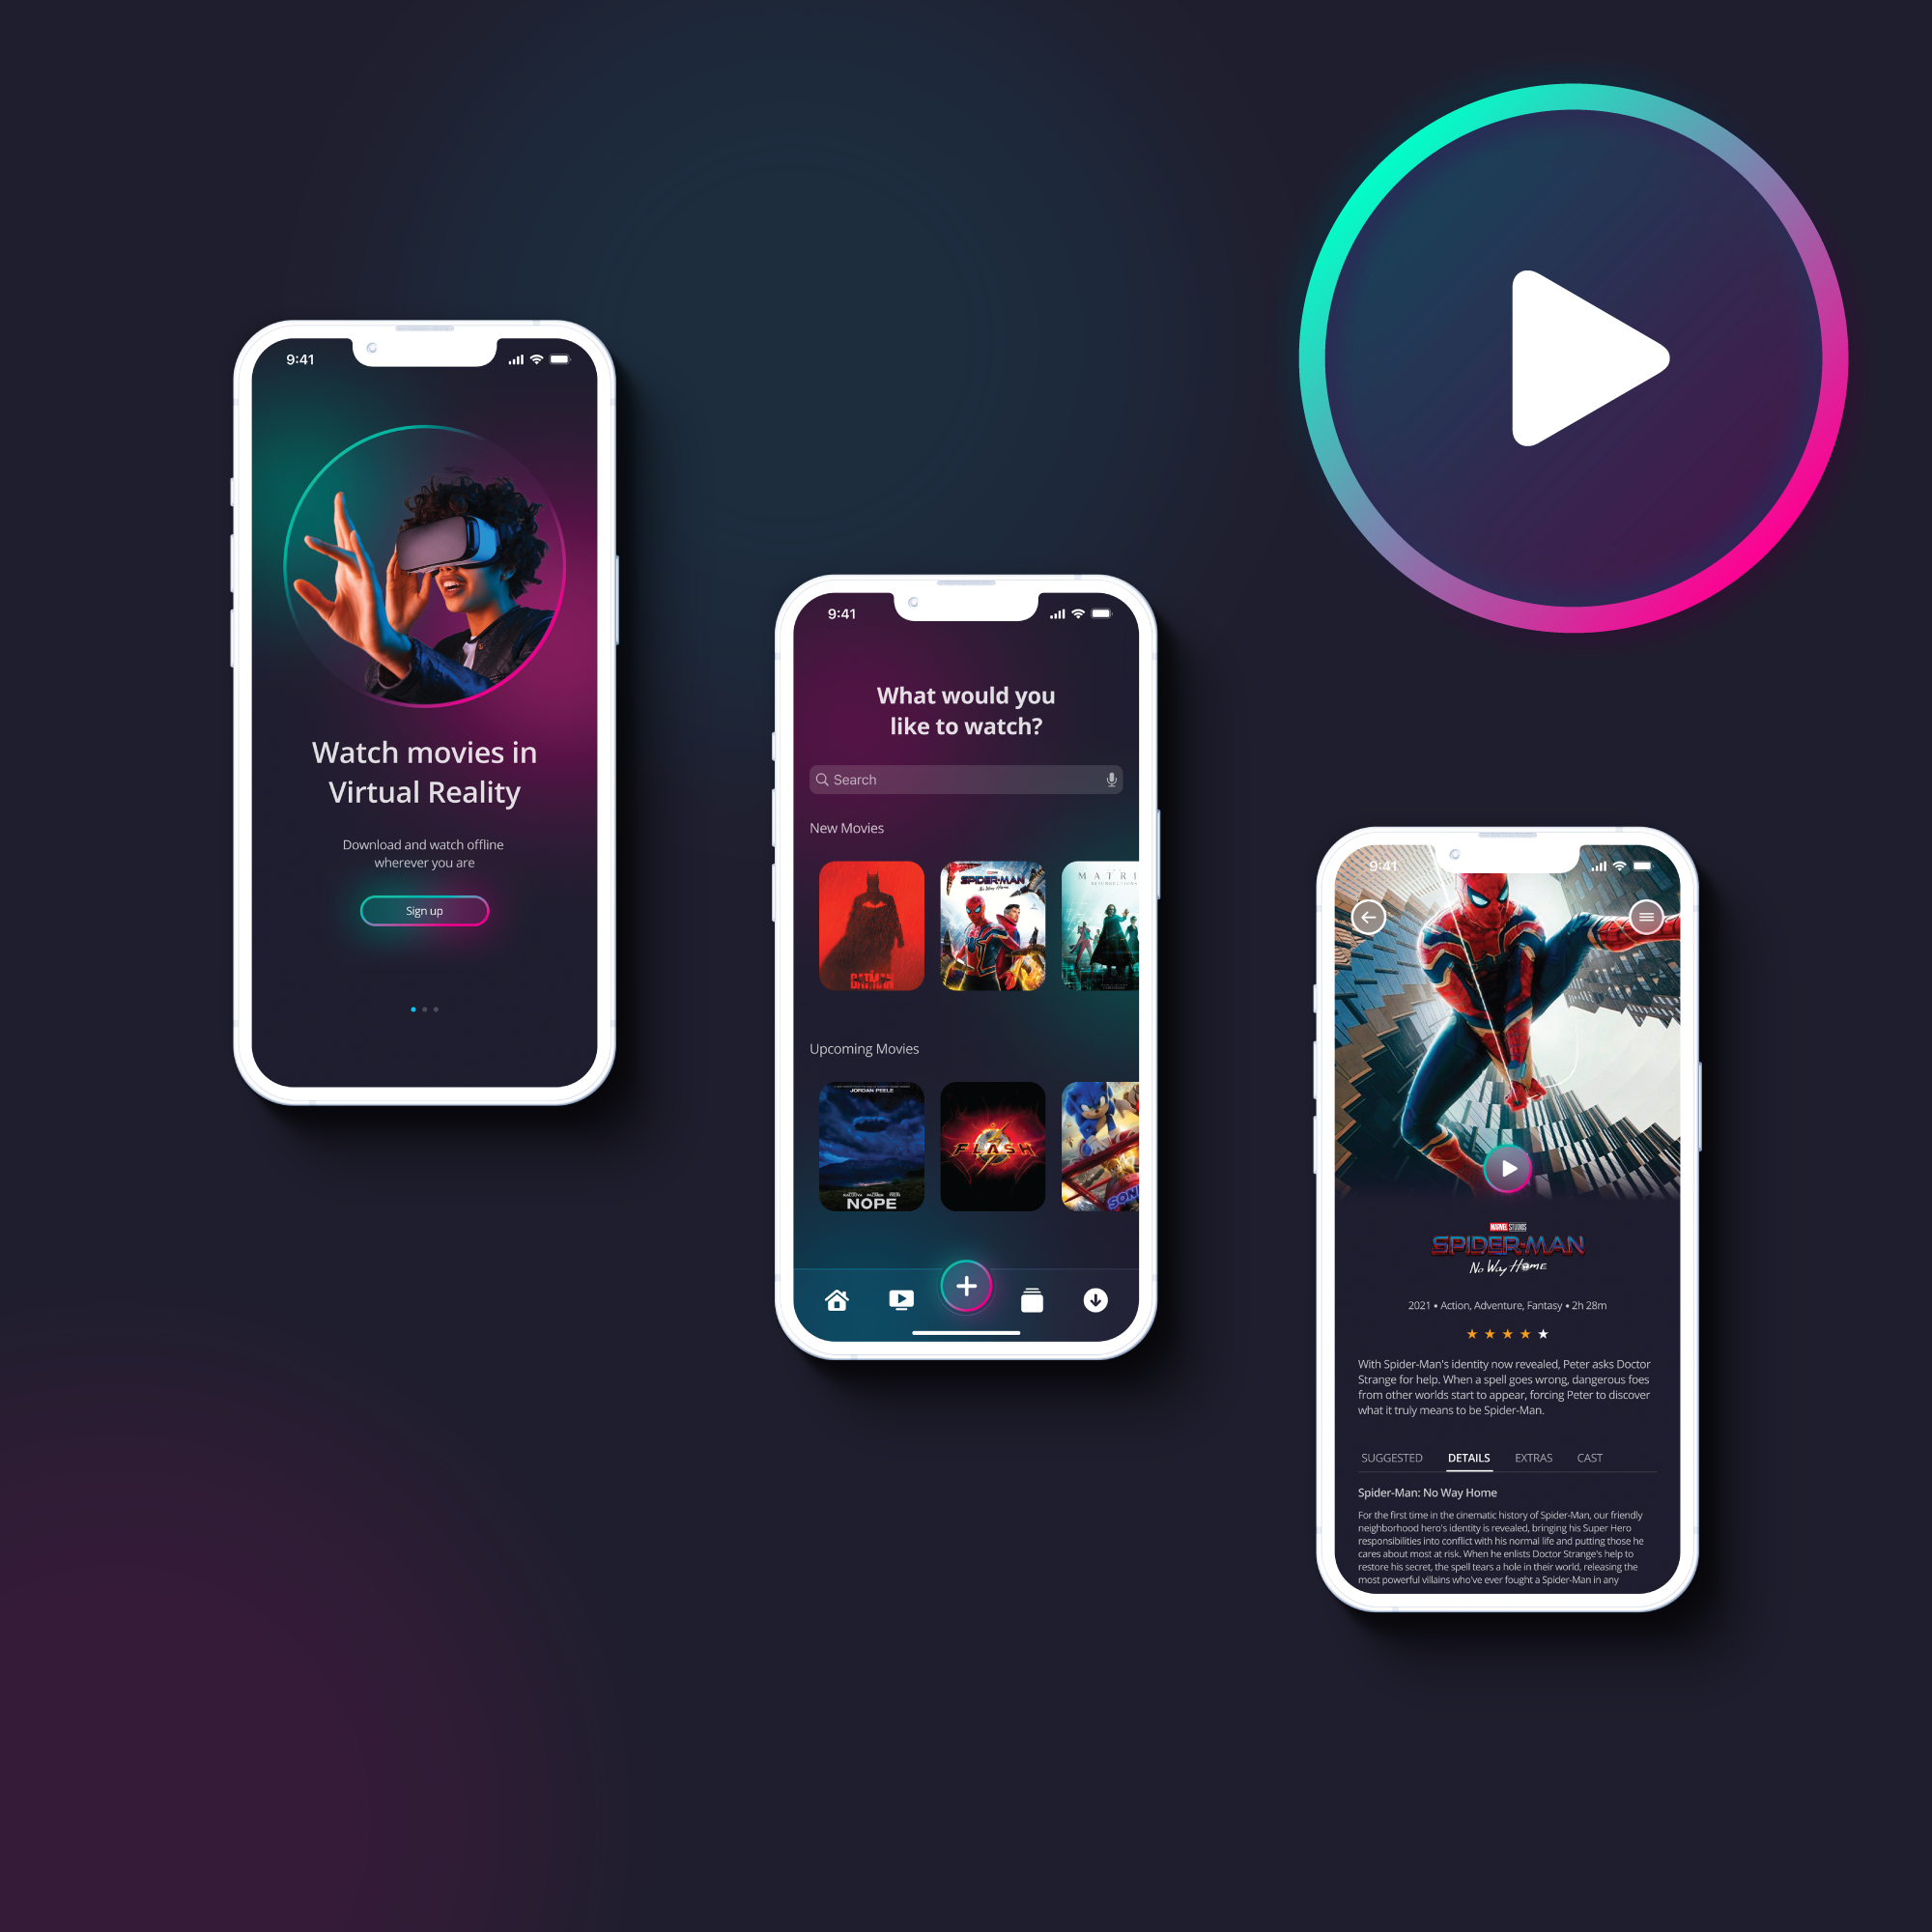 9:41
Watch movies in
Virtual Reality
Download and watch offline
wherever you are
Sign up
9:41
What would you
like to watch?
Search
New Movies
SPIDER-MAN
No Way Home
MATRI
Upcoming Movies
JORDAN PEELE
NOPE
FLASH
SON
9:41
MARVEL STUDIOS
SPIDER-MAN
No Way Home
2021 • Action, Adventure, Fantasy • 2h 28m
With Spider-Man's identity now revealed, Peter asks Doctor
Strange for help. When a spell goes wrong, dangerous foes
from other worlds start to appear, forcing Peter to discover
what it truly means to be Spider-Man.
SUGGESTED DETAILS EXTRAS CAST
Spider-Man: No Way Home
For the first time in the cinematic history of Spider-Man, our friendly
neighborhood hero's identity is revealed, bringing his Super Hero
responsibilities into conflict with his normal life and putting those he
cares about most at risk. When he enlists Doctor Strange's help to
restore his secret, the spell tears a hole in their world, releasing the
most powerful villains who've ever fought a Spider-Man in any